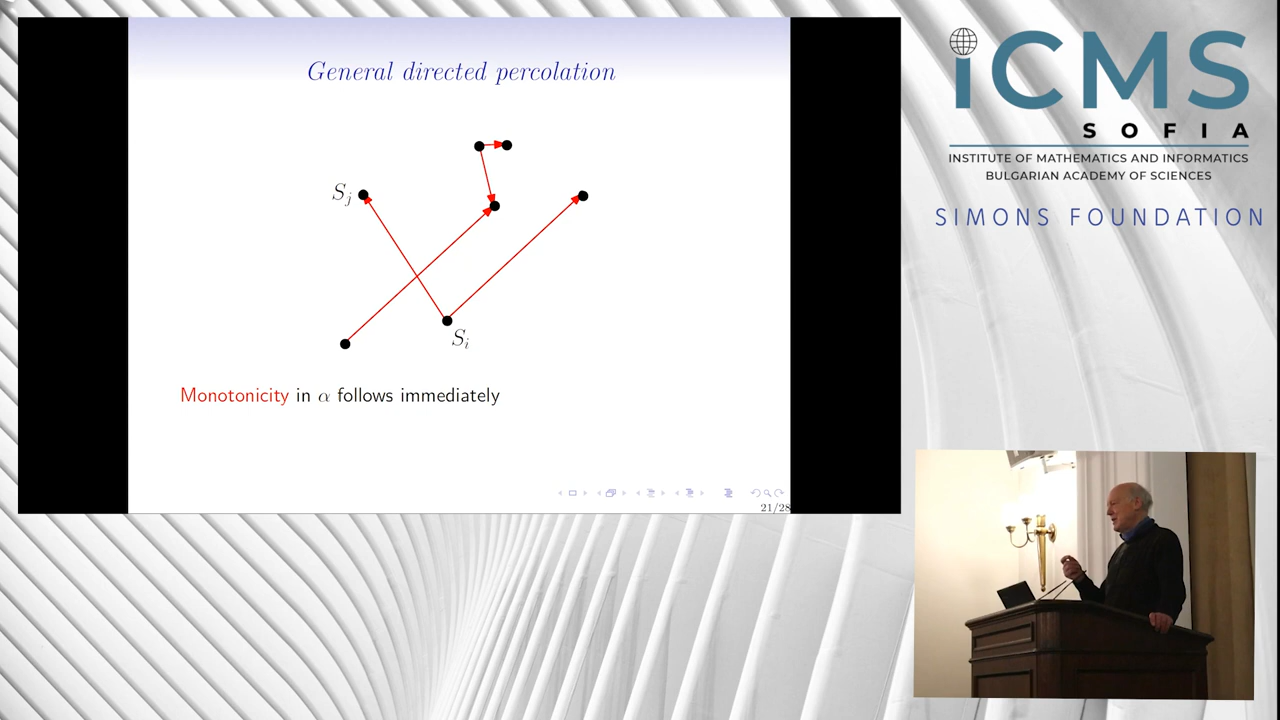 General directed percolation
S_j
S_i
Monotonicity in α follows immediately
21/28
iCMS
SOFIA
INSTITUTE OF MATHEMATICS AND INFORMATICS
BULGARIAN ACADEMY OF SCIENCES
SIMONS FOUNDATION